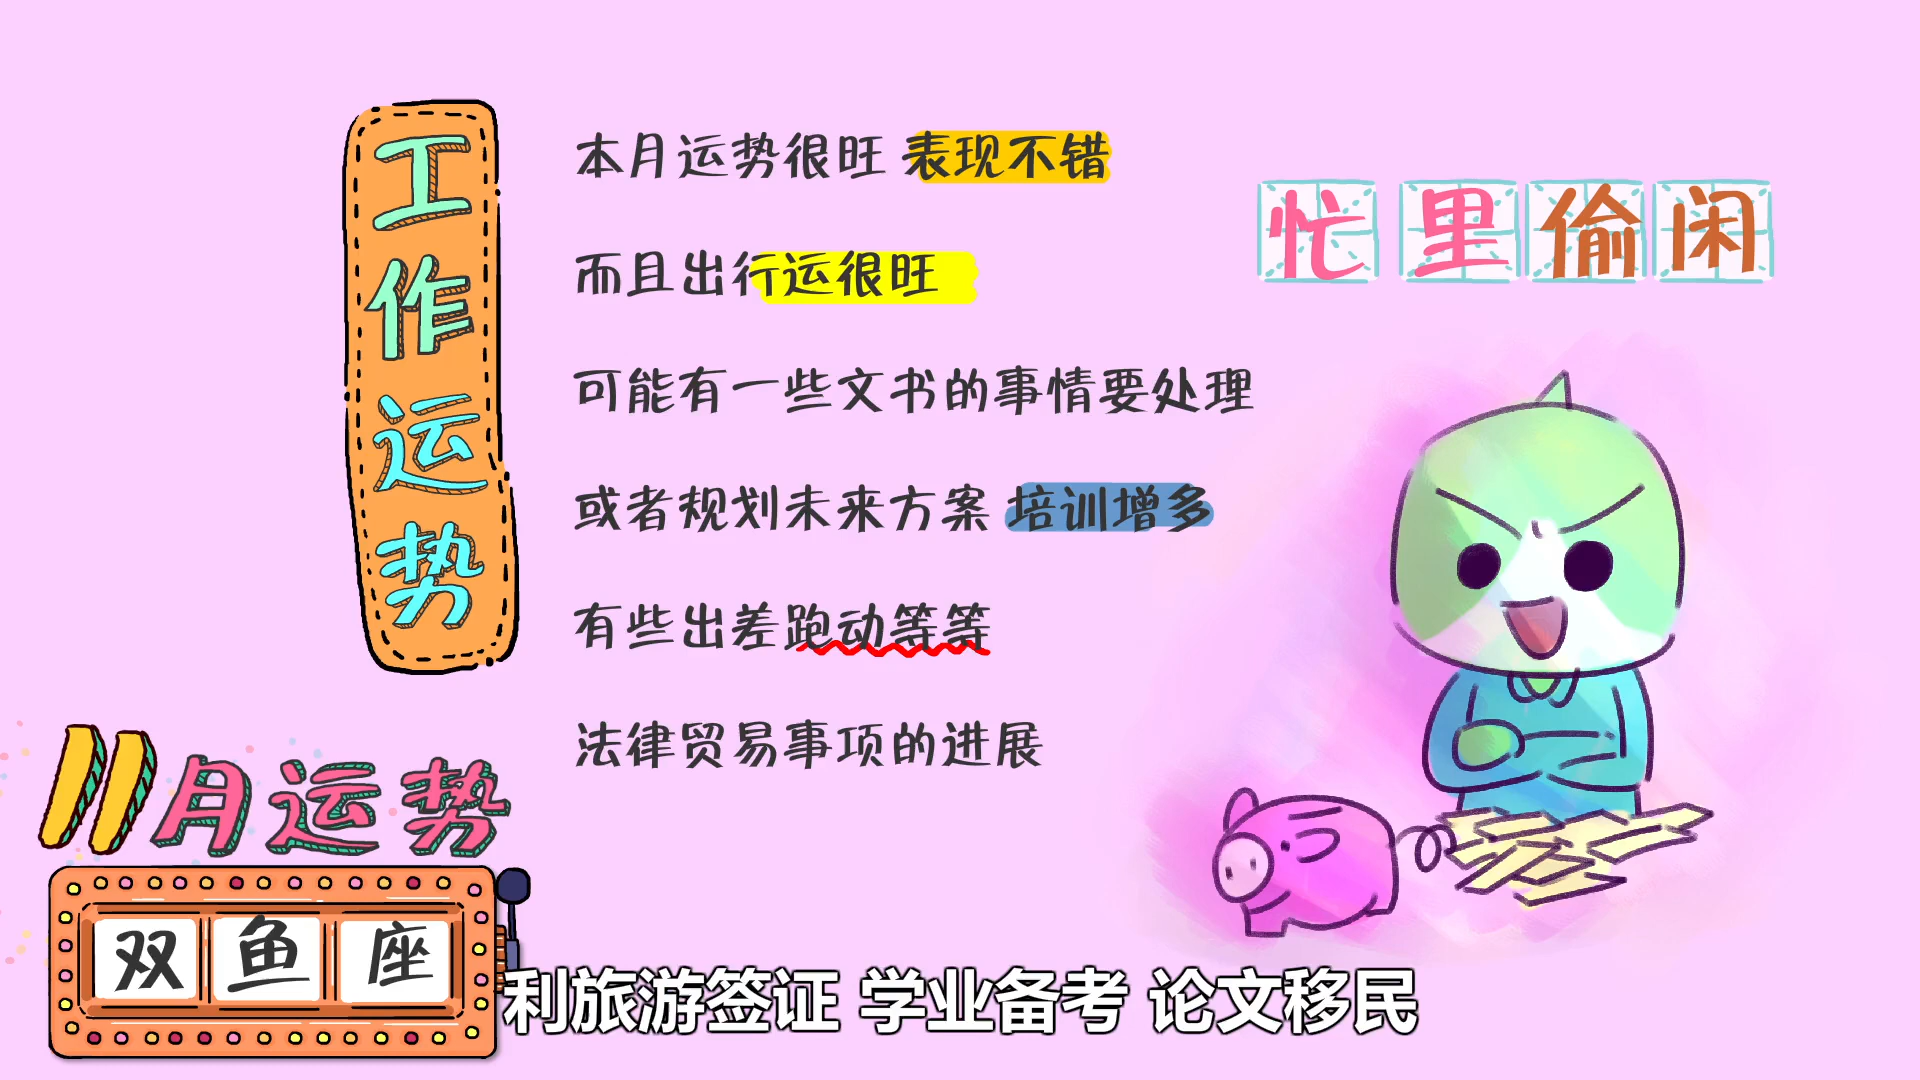 工作运势
本月运势很旺 表现不错
而且出行运很旺
可能有一些文书的事情要处理
或者规划未来方案 培训增多
有些出差跑动等等
法律贸易事项的进展
忙里偷闲
11月运势
双鱼座
利旅游签证 学业备考 论文移民